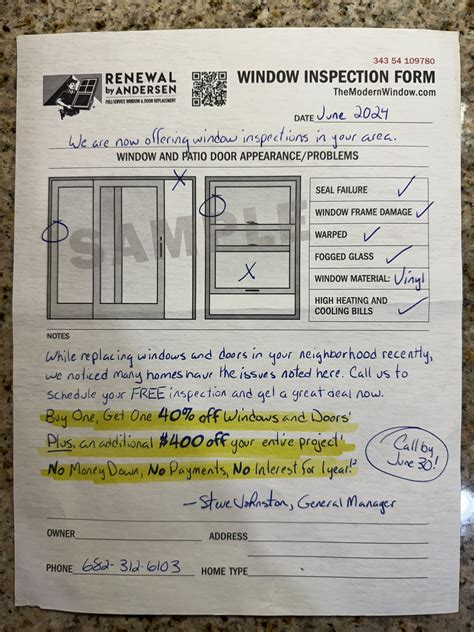 343 54 109780
RENEWAL
by ANDERSEN
FULL-SERVICE WINDOW & DOOR REPLACEMENT
WINDOW INSPECTION FORM
TheModernWindow.com
DATE June 2024
We are now offering window inspections in your area.
WINDOW AND PATIO DOOR APPEARANCE/PROBLEMS
SAMPLE
SEAL FAILURE ✓
WINDOW FRAME DAMAGE ✓
WARPED ✓
FOGGED GLASS ✓
WINDOW MATERIAL: Vinyl
HIGH HEATING AND
COOLING BILLS ✓
NOTES
While replacing windows and doors in your neighborhood recently,
we noticed many homes have the issues noted here. Call us to
schedule your FREE inspection and get a great deal now.
Buy One, Get One 40% off Windows and Doors¹
Plus, an additional $400 off your entire project¹
No Money Down, No Payments, No Interest for 1 year!²
Call by
June 30!
– Steve Johnston, General Manager
OWNER ADDRESS
PHONE 682-312-6103 HOME TYPE